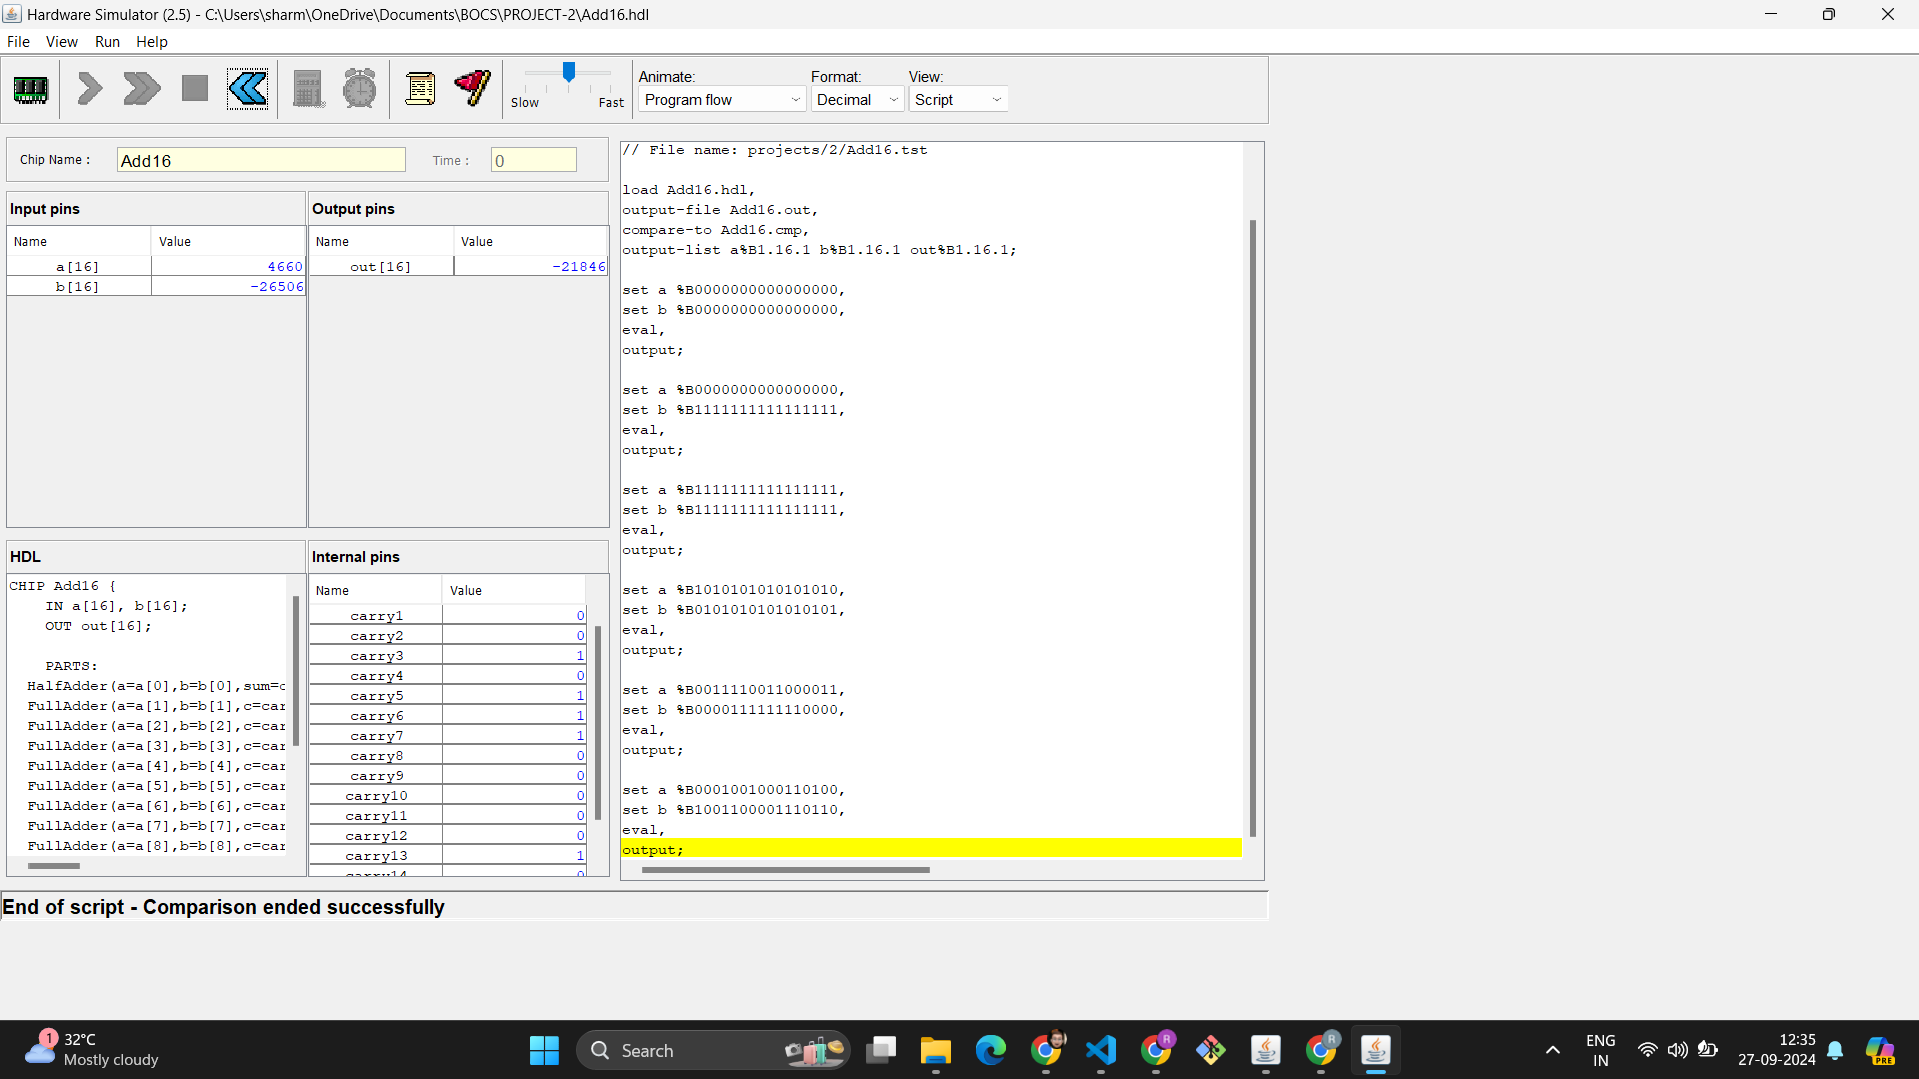 Hardware Simulator (2.5) - C:\Users\sharm\OneDrive\Documents\BOCS\PROJECT-2\Add16.hdl
File View Run Help
Slow Fast
Animate: Format: View:
Program flow Decimal Script
Chip Name : Add16 Time : 0
Input pins
Name Value
a[16] 4660
b[16] -26506
Output pins
Name Value
out[16] -21846
HDL
CHIP Add16 {
IN a[16], b[16];
OUT out[16];
PARTS:
HalfAdder(a=a[0],b=b[0],sum=c
FullAdder(a=a[1],b=b[1],c=car
FullAdder(a=a[2],b=b[2],c=car
FullAdder(a=a[3],b=b[3],c=car
FullAdder(a=a[4],b=b[4],c=car
FullAdder(a=a[5],b=b[5],c=car
FullAdder(a=a[6],b=b[6],c=car
FullAdder(a=a[7],b=b[7],c=car
FullAdder(a=a[8],b=b[8],c=car
Internal pins
Name Value
carry1 0
carry2 0
carry3 1
carry4 0
carry5 1
carry6 1
carry7 1
carry8 0
carry9 0
carry10 0
carry11 0
carry12 0
carry13 1
carry14 0
// File name: projects/2/Add16.tst
load Add16.hdl,
output-file Add16.out,
compare-to Add16.cmp,
output-list a%B1.16.1 b%B1.16.1 out%B1.16.1;
set a %B0000000000000000,
set b %B0000000000000000,
eval,
output;
set a %B0000000000000000,
set b %B1111111111111111,
eval,
output;
set a %B1111111111111111,
set b %B1111111111111111,
eval,
output;
set a %B1010101010101010,
set b %B0101010101010101,
eval,
output;
set a %B0011110011000011,
set b %B0000111111110000,
eval,
output;
set a %B0001001000110100,
set b %B1001100001110110,
eval,
output;
End of script - Comparison ended successfully
1
32°C
Mostly cloudy
Search
R
R
ENG
IN
12:35
27-09-2024
PRE